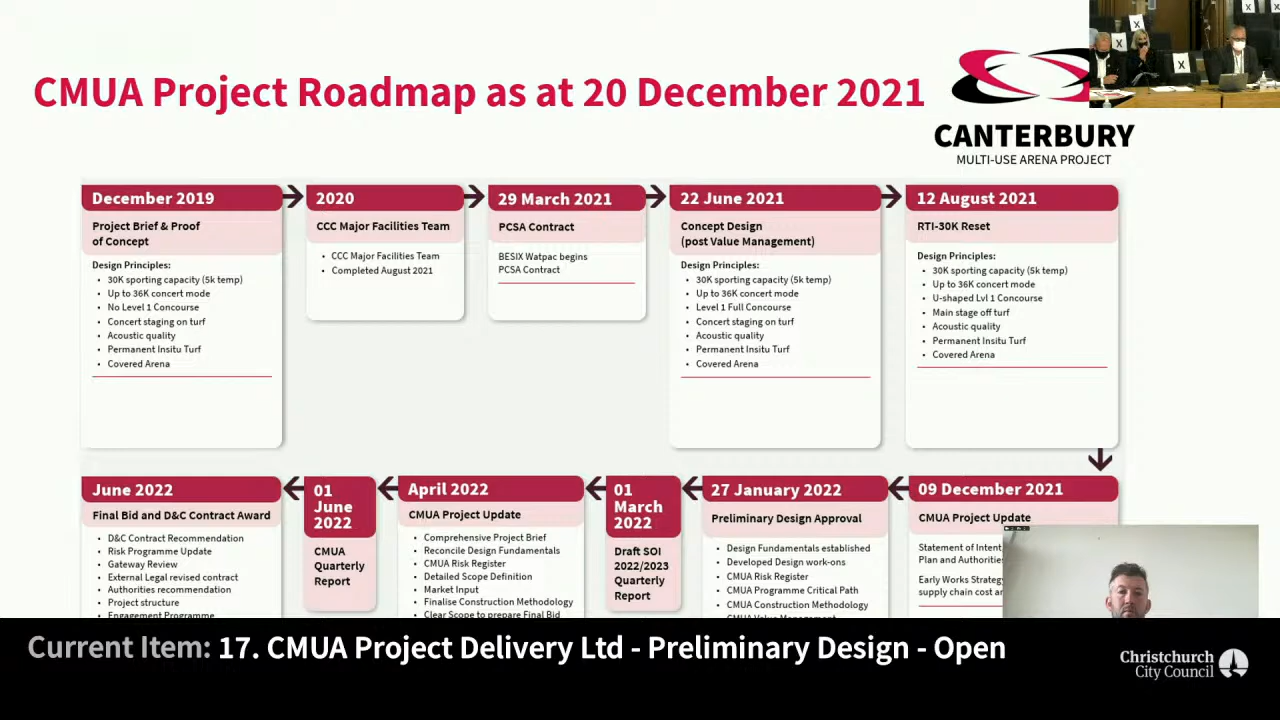 CMUA Project Roadmap as at 20 December 2021
CANTERBURY
MULTI-USE ARENA PROJECT
X
X
X
X
X
December 2019
Project Brief & Proof
of Concept
Design Principles:
• 30K sporting capacity (5k temp)
• Up to 36K concert mode
• No Level 1 Concourse
• Concert staging on turf
• Acoustic quality
• Permanent Insitu Turf
• Covered Arena
2020
CCC Major Facilities Team
• CCC Major Facilities Team
• Completed August 2021
29 March 2021
PCSA Contract
BESIX Watpac begins
PCSA Contract
22 June 2021
Concept Design
(post Value Management)
Design Principles:
• 30K sporting capacity (5k temp)
• Up to 36K concert mode
• Level 1 Full Concourse
• Concert staging on turf
• Acoustic quality
• Permanent Insitu Turf
• Covered Arena
12 August 2021
RTI-30K Reset
Design Principles:
• 30K sporting capacity (5k temp)
• Up to 36K concert mode
• U-shaped Lvl 1 Concourse
• Main stage off turf
• Acoustic quality
• Permanent Insitu Turf
• Covered Arena
09 December 2021
CMUA Project Update
Statement of Intent
Plan and Authorities
Early Works Strategy
supply chain cost
27 January 2022
Preliminary Design Approval
• Design Fundamentals established
• Developed Design work-ons
• CMUA Risk Register
• CMUA Programme Critical Path
• CMUA Construction Methodology
• CMUA Value Management
01
March
2022
Draft SOI
2022/2023
Quarterly
Report
April 2022
CMUA Project Update
• Comprehensive Project Brief
• Reconcile Design Fundamentals
• CMUA Risk Register
• Detailed Scope Definition
• Market Input
• Finalise Construction Methodology
• Clear Scope to prepare Final Bid
01
June
2022
CMUA
Quarterly
Report
June 2022
Final Bid and D&C Contract Award
• D&C Contract Recommendation
• Risk Programme Update
• Gateway Review
• External Legal revised contract
• Authorities recommendation
• Project structure
• Engagement Programme
Current Item: 17. CMUA Project Delivery Ltd - Preliminary Design - Open
Christchurch
City Council